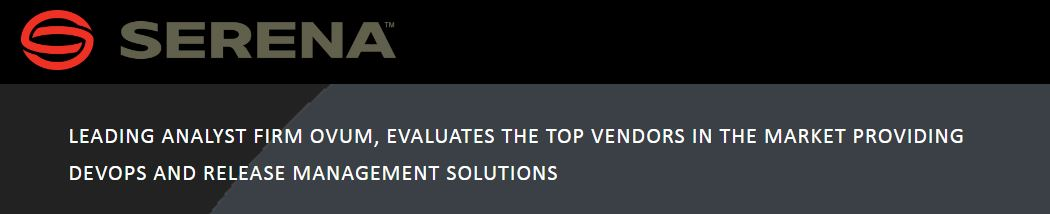 SERENA™
LEADING ANALYST FIRM OVUM, EVALUATES THE TOP VENDORS IN THE MARKET PROVIDING
DEVOPS AND RELEASE MANAGEMENT SOLUTIONS